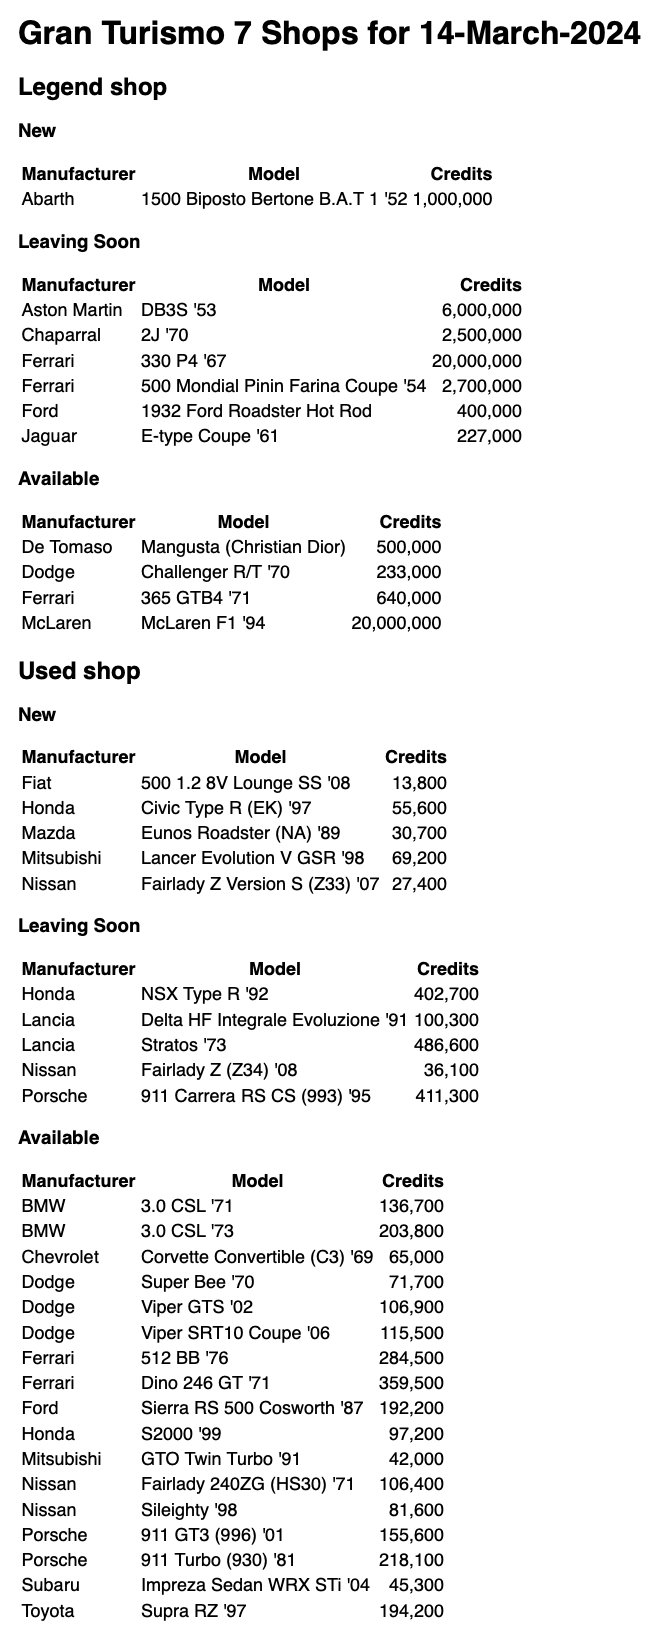 Gran Turismo 7 Shops for 14-March-2024
Legend shop
New
Manufacturer Model Credits
Abarth 1500 Biposto Bertone B.A.T 1 '52 1,000,000
Leaving Soon
Manufacturer Model Credits
Aston Martin DB3S '53 6,000,000
Chaparral 2J '70 2,500,000
Ferrari 330 P4 '67 20,000,000
Ferrari 500 Mondial Pinin Farina Coupe '54 2,700,000
Ford 1932 Ford Roadster Hot Rod 400,000
Jaguar E-type Coupe '61 227,000
Available
Manufacturer Model Credits
De Tomaso Mangusta (Christian Dior) 500,000
Dodge Challenger R/T '70 233,000
Ferrari 365 GTB4 '71 640,000
McLaren McLaren F1 '94 20,000,000
Used shop
New
Manufacturer Model Credits
Fiat 500 1.2 8V Lounge SS '08 13,800
Honda Civic Type R (EK) '97 55,600
Mazda Eunos Roadster (NA) '89 30,700
Mitsubishi Lancer Evolution V GSR '98 69,200
Nissan Fairlady Z Version S (Z33) '07 27,400
Leaving Soon
Manufacturer Model Credits
Honda NSX Type R '92 402,700
Lancia Delta HF Integrale Evoluzione '91 100,300
Lancia Stratos '73 486,600
Nissan Fairlady Z (Z34) '08 36,100
Porsche 911 Carrera RS CS (993) '95 411,300
Available
Manufacturer Model Credits
BMW 3.0 CSL '71 136,700
BMW 3.0 CSL '73 203,800
Chevrolet Corvette Convertible (C3) '69 65,000
Dodge Super Bee '70 71,700
Dodge Viper GTS '02 106,900
Dodge Viper SRT10 Coupe '06 115,500
Ferrari 512 BB '76 284,500
Ferrari Dino 246 GT '71 359,500
Ford Sierra RS 500 Cosworth '87 192,200
Honda S2000 '99 97,200
Mitsubishi GTO Twin Turbo '91 42,000
Nissan Fairlady 240ZG (HS30) '71 106,400
Nissan Sileighty '98 81,600
Porsche 911 GT3 (996) '01 155,600
Porsche 911 Turbo (930) '81 218,100
Subaru Impreza Sedan WRX STi '04 45,300
Toyota Supra RZ '97 194,200